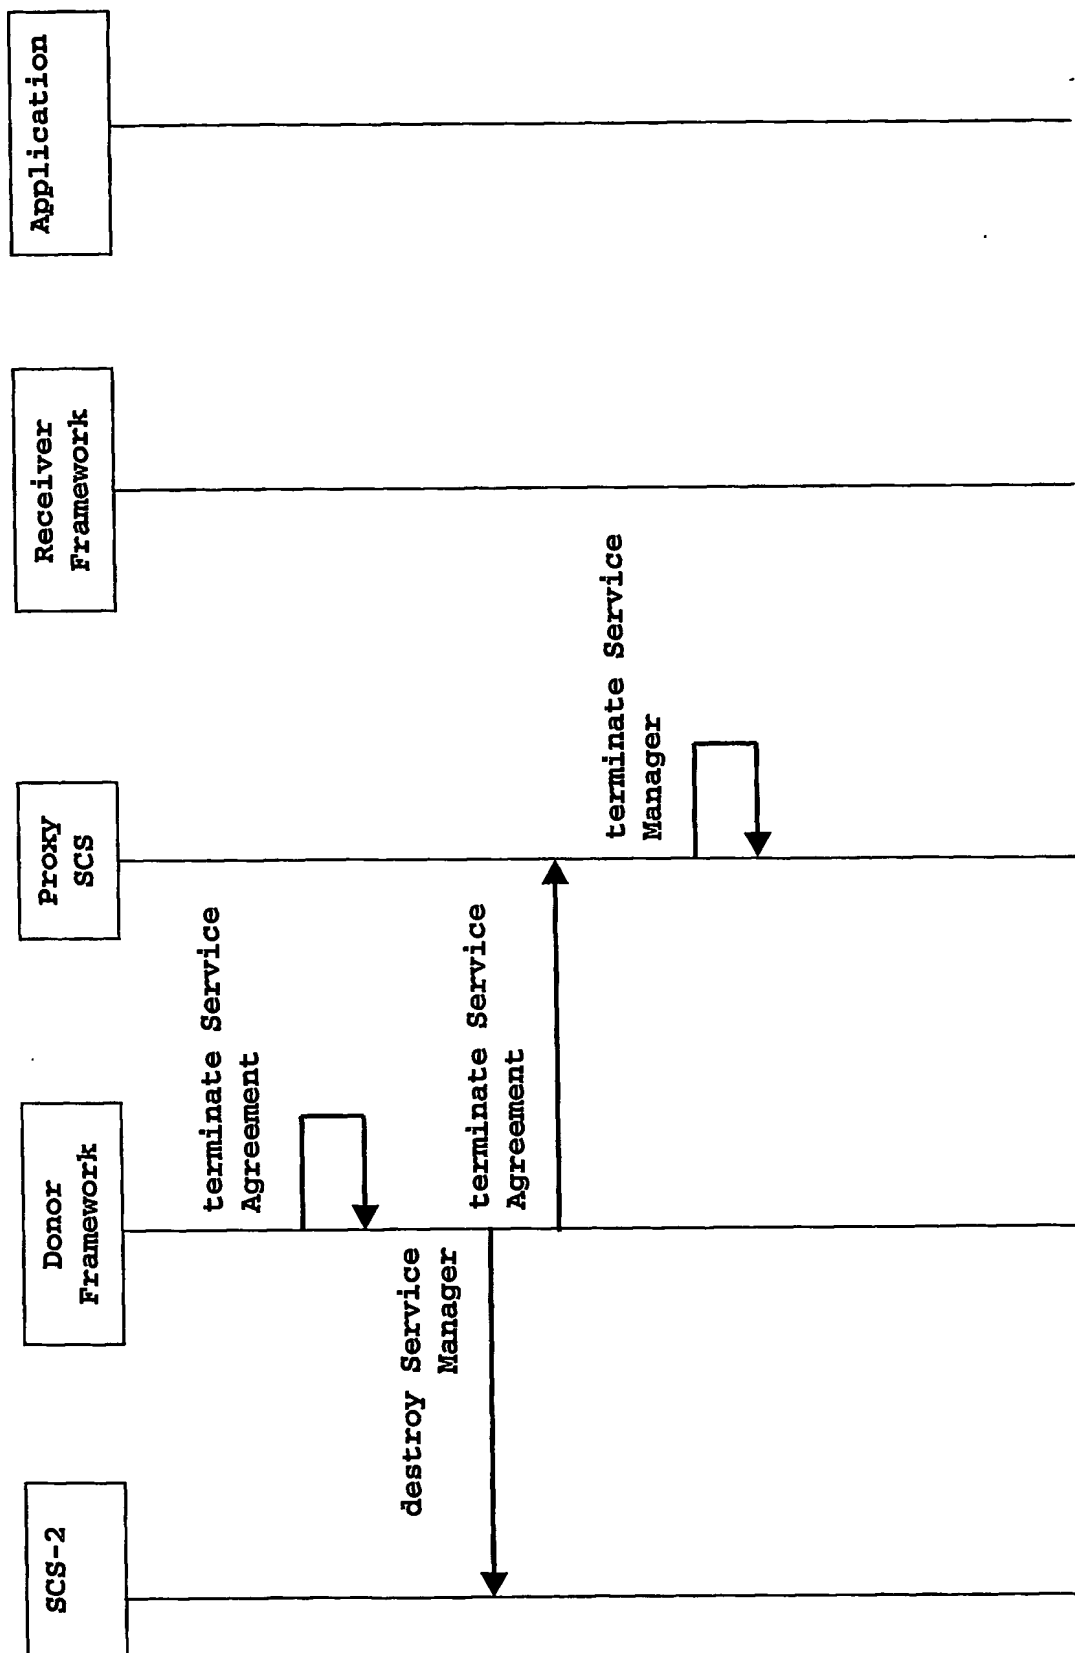 SCS-2
Donor
Framework
Proxy
SCS
Receiver
Framework
Application
terminate Service
Agreement
destroy Service
Manager
terminate Service
Agreement
terminate Service
Manager